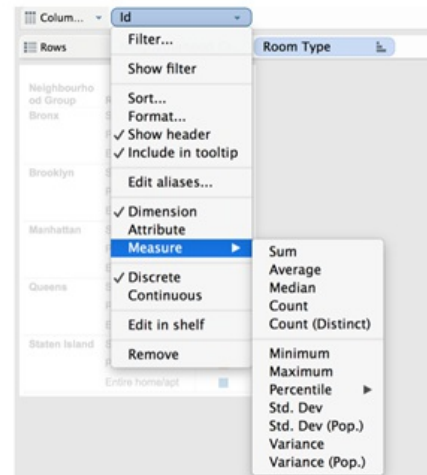 Colum...
Id
Rows
Room Type
Filter...
Show filter
Sort...
Format...
✓ Show header
✓ Include in tooltip
Edit aliases...
✓ Dimension
Attribute
Measure
✓ Discrete
Continuous
Edit in shelf
Remove
Sum
Average
Median
Count
Count (Distinct)
Minimum
Maximum
Percentile
Std. Dev
Std. Dev (Pop.)
Variance
Variance (Pop.)
Neighbourho
od Group
Bronx
Brooklyn
Manhattan
Queens
Staten Island
Entire home/apt